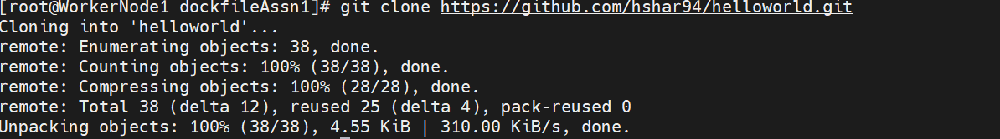 [root@WorkerNode1 dockfileAssn1]# git clone https://github.com/hshar94/helloworld.git
Cloning into 'helloworld'...
remote: Enumerating objects: 38, done.
remote: Counting objects: 100% (38/38), done.
remote: Compressing objects: 100% (28/28), done.
remote: Total 38 (delta 12), reused 25 (delta 4), pack-reused 0
Unpacking objects: 100% (38/38), 4.55 KiB | 310.00 KiB/s, done.